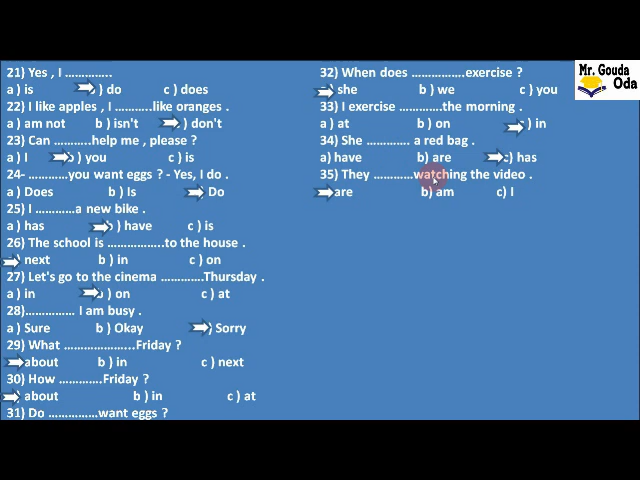 21) Yes , I …………..
a ) is ) do c ) does
22) I like apples , I ……….like oranges .
a ) am not b ) isn't ) don't
23) Can ………..help me , please ?
a ) I ) you c ) is
24- …………you want eggs ? - Yes, I do .
a ) Does b ) Is ) Do
25) I …………a new bike .
a ) has ) have c ) is
26) The school is ……………..to the house .
) next b ) in c ) on
27) Let's go to the cinema …………Thursday .
a ) in ) on c ) at
28)…………… I am busy .
a ) Sure b ) Okay ) Sorry
29) What …………………Friday ?
about b ) in c ) next
30) How ………….Friday ?
) about b ) in c ) at
31) Do ……………want eggs ?
32) When does …………….exercise ?
) she b ) we c ) you
33) I exercise ………….the morning .
a ) at b ) on ) in
34) She …………. a red bag .
a) have b) are c) has
35) They …………watching the video .
are b) am c) I
Mr. Gouda
Oda